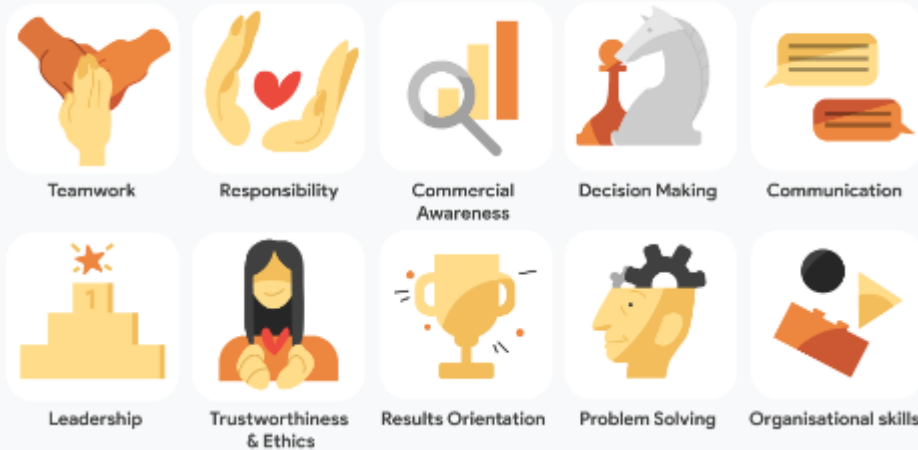 Teamwork
Responsibility
Commercial
Awareness
Decision Making
Communication
1
Leadership
Trustworthiness
& Ethics
Results Orientation
Problem Solving
Organisational skills